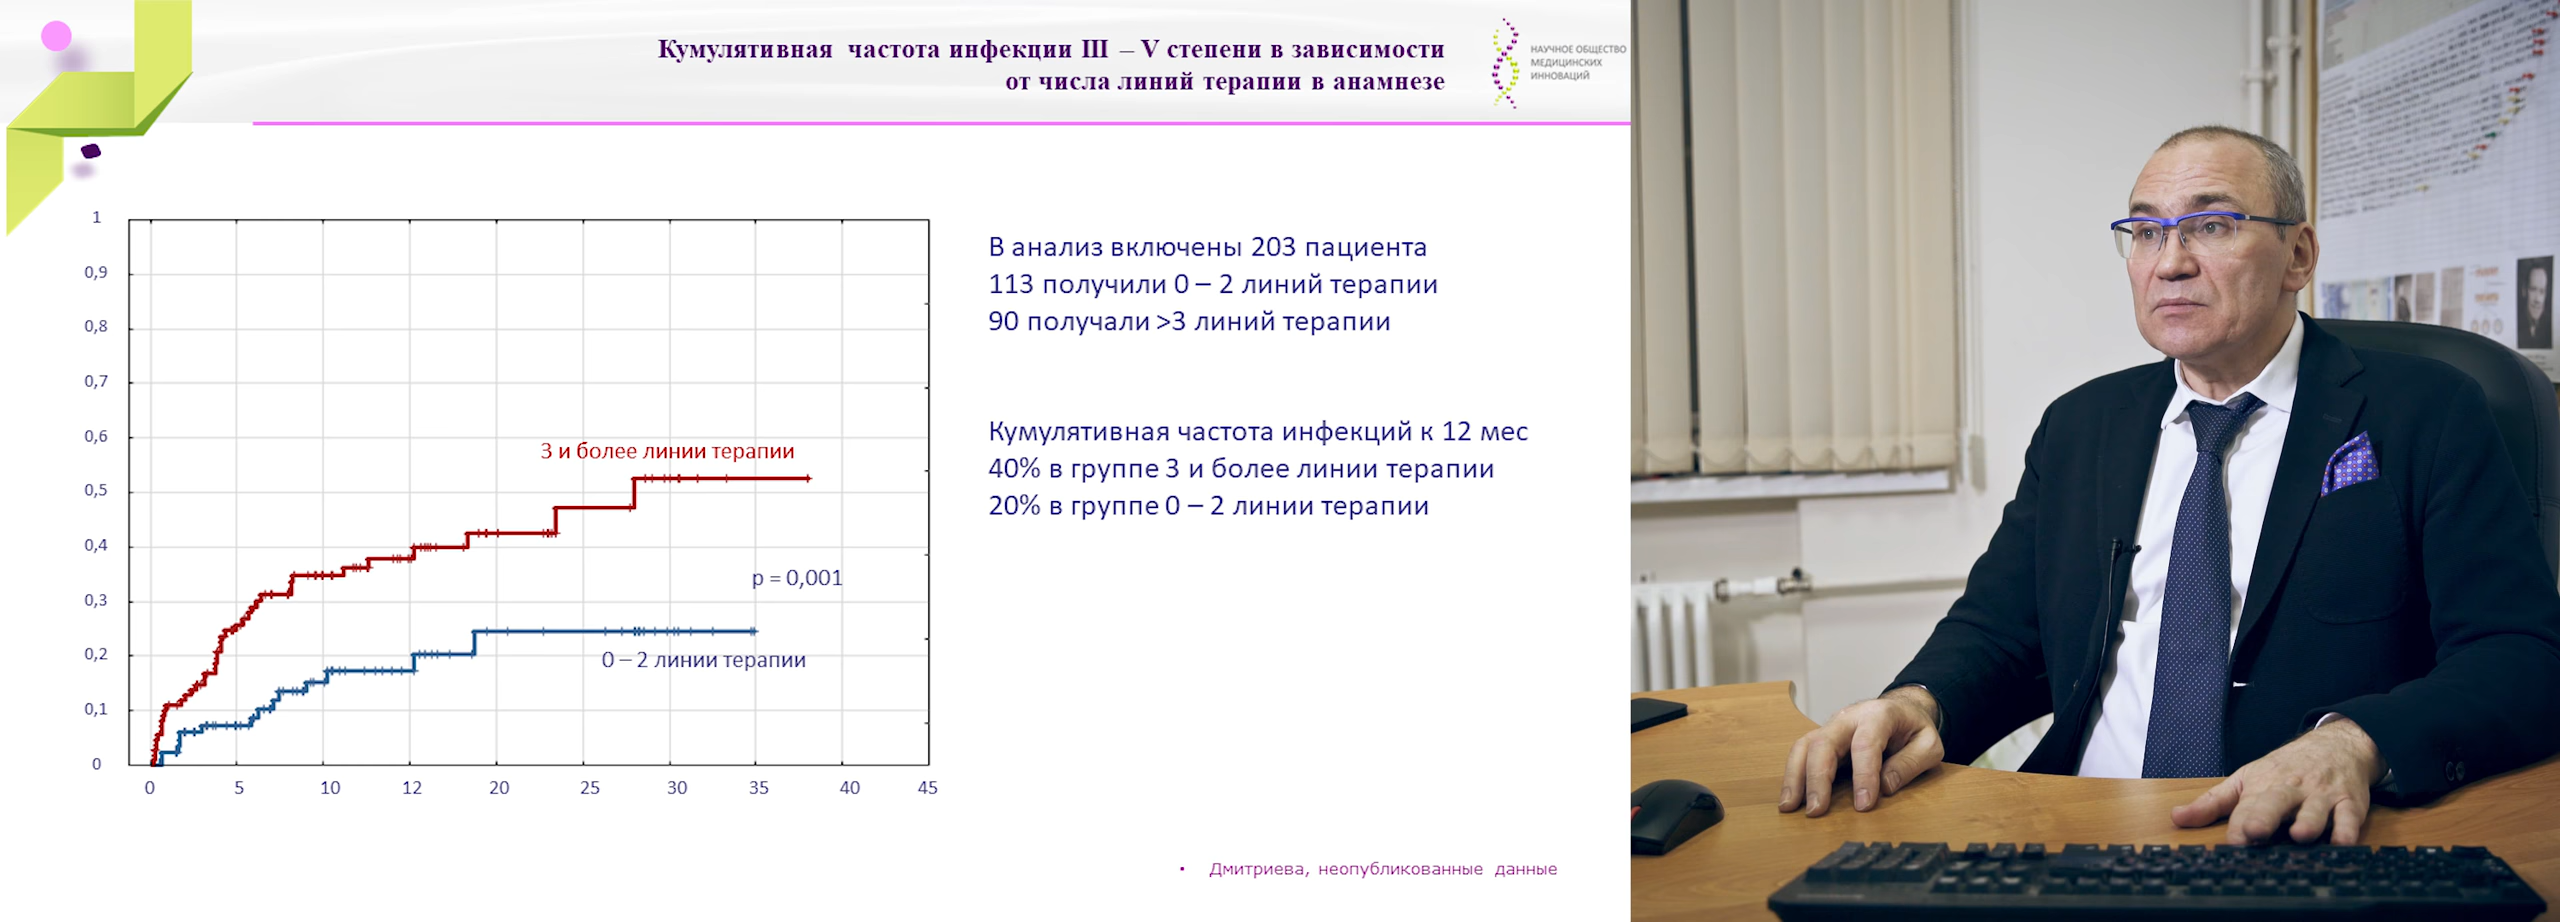 Кумулятивная частота инфекции III – V степени в зависимости
от числа линий терапии в анамнезе
НАУЧНОЕ ОБЩЕСТВО
МЕДИЦИНСКИХ
ИННОВАЦИЙ
1
0,9
0,8
0,7
0,6
0,5
0,4
0,3
0,2
0,1
0
3 и более линии терапии
p = 0,001
0 – 2 линии терапии
0 5 10 12 20 25 30 35 40 45
В анализ включены 203 пациента
113 получили 0 – 2 линий терапии
90 получали >3 линий терапии
Кумулятивная частота инфекций к 12 мес
40% в группе 3 и более линии терапии
20% в группе 0 – 2 линии терапии
• Дмитриева, неопубликованные данные